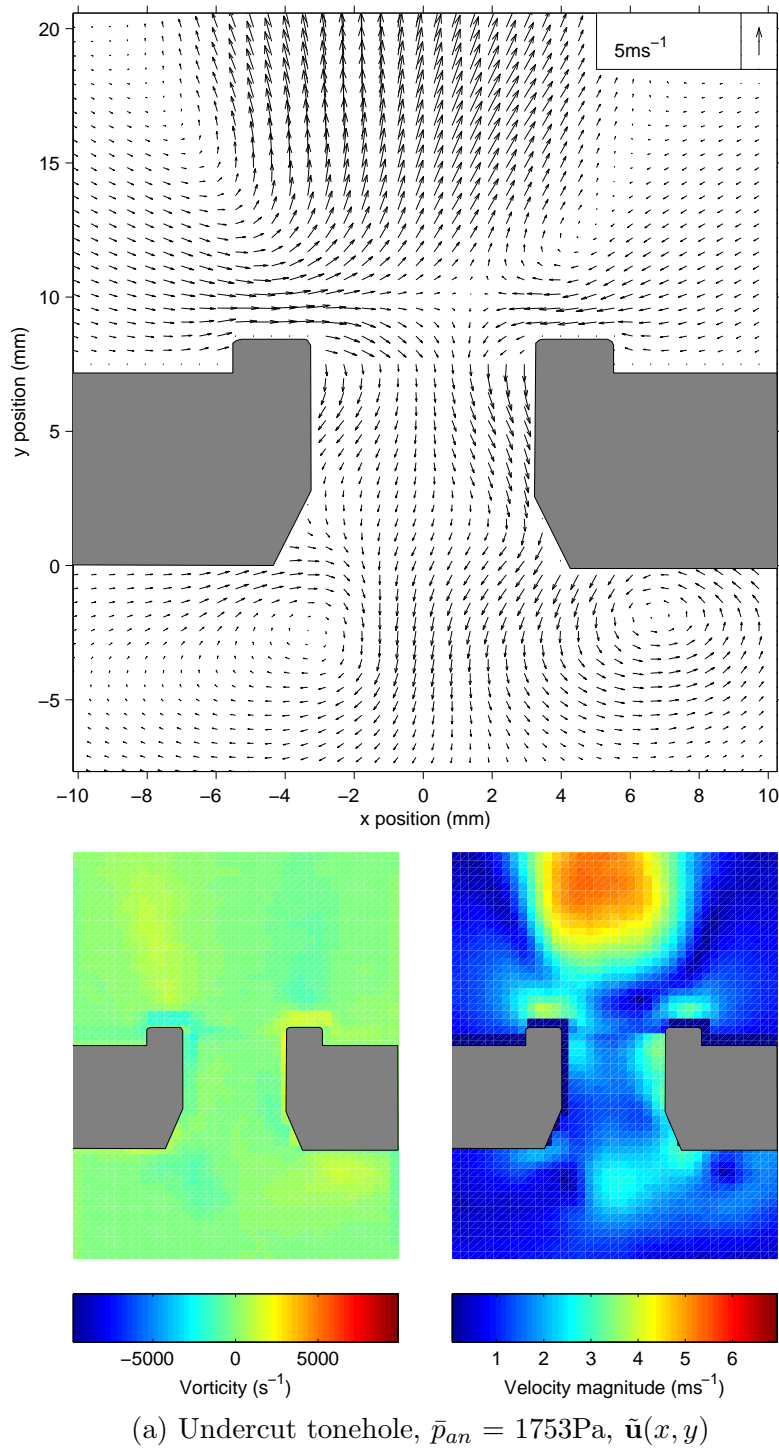 20
5ms⁻¹
15
10
5
0
−5
y position (mm)
−10 −8 −6 −4 −2 0 2 4 6 8 10
x position (mm)
−5000 0 5000
Vorticity (s⁻¹)
1 2 3 4 5 6
Velocity magnitude (ms⁻¹)
(a) Undercut tonehole, p̄ₐₙ = 1753Pa, ũ(x, y)